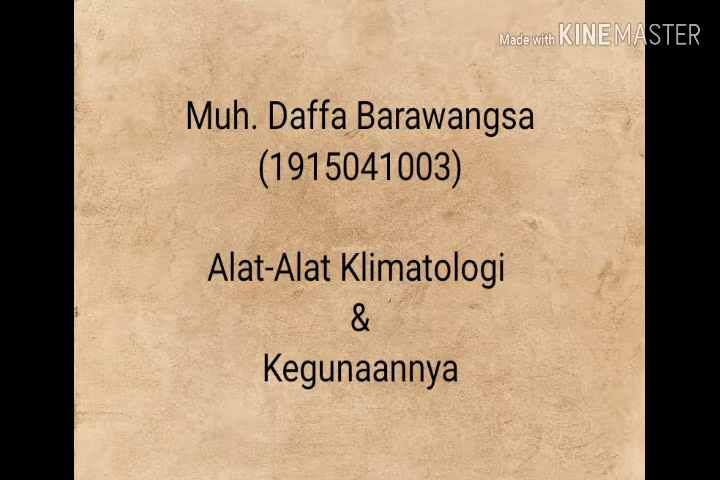 Made with KINEMASTER
Muh. Daffa Barawangsa
(1915041003)
Alat-Alat Klimatologi
&
Kegunaannya